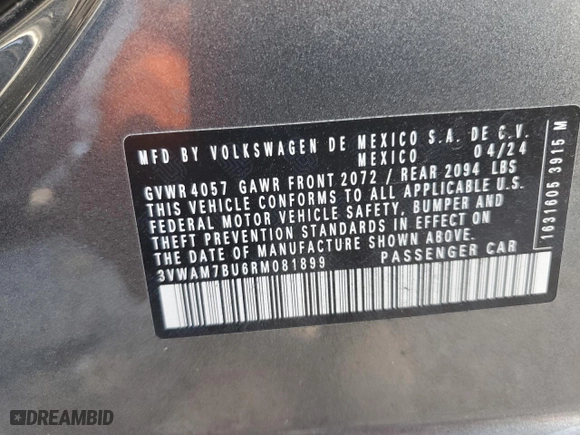 MFD BY VOLKSWAGEN DE MEXICO S.A. DE C.V.
MEXICO 04/24
GVWR 4057 GAWR FRONT 2072 / REAR 2094 LBS
THIS VEHICLE CONFORMS TO ALL APPLICABLE U.S.
FEDERAL MOTOR VEHICLE SAFETY, BUMPER AND
THEFT PREVENTION STANDARDS IN EFFECT ON
THE DATE OF MANUFACTURE SHOWN ABOVE.
3VWAM7BU6RM081899 PASSENGER CAR
1631605 3915 M
DREAMBID